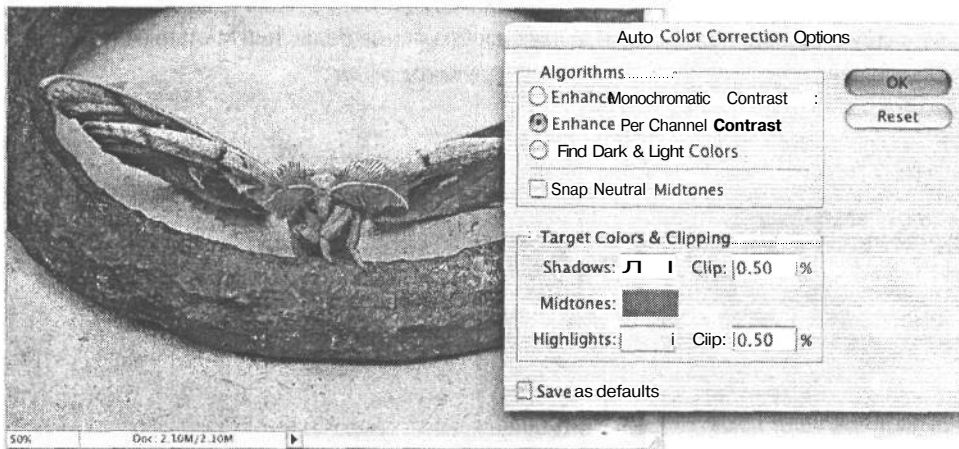 Auto Color Correction Options
Algorithms
Enhance Monochromatic Contrast :
Enhance Per Channel Contrast
Find Dark & Light Colors
Snap Neutral Midtones
OK
Reset
Target Colors & Clipping
Shadows: Clip: 0.50 %
Midtones:
Highlights: Ciip: 0.50 %
Save as defaults
50% Doc: 2.10M/2.10M